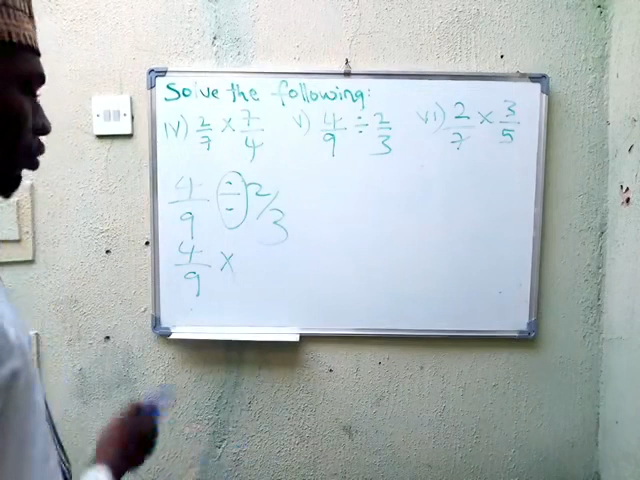 Solve the following:
iv) 2/7 × 7/4 v) 4/9 ÷ 2/3 vi) 2/7 × 3/5
4/9 ÷ 2/3
4/9 ×